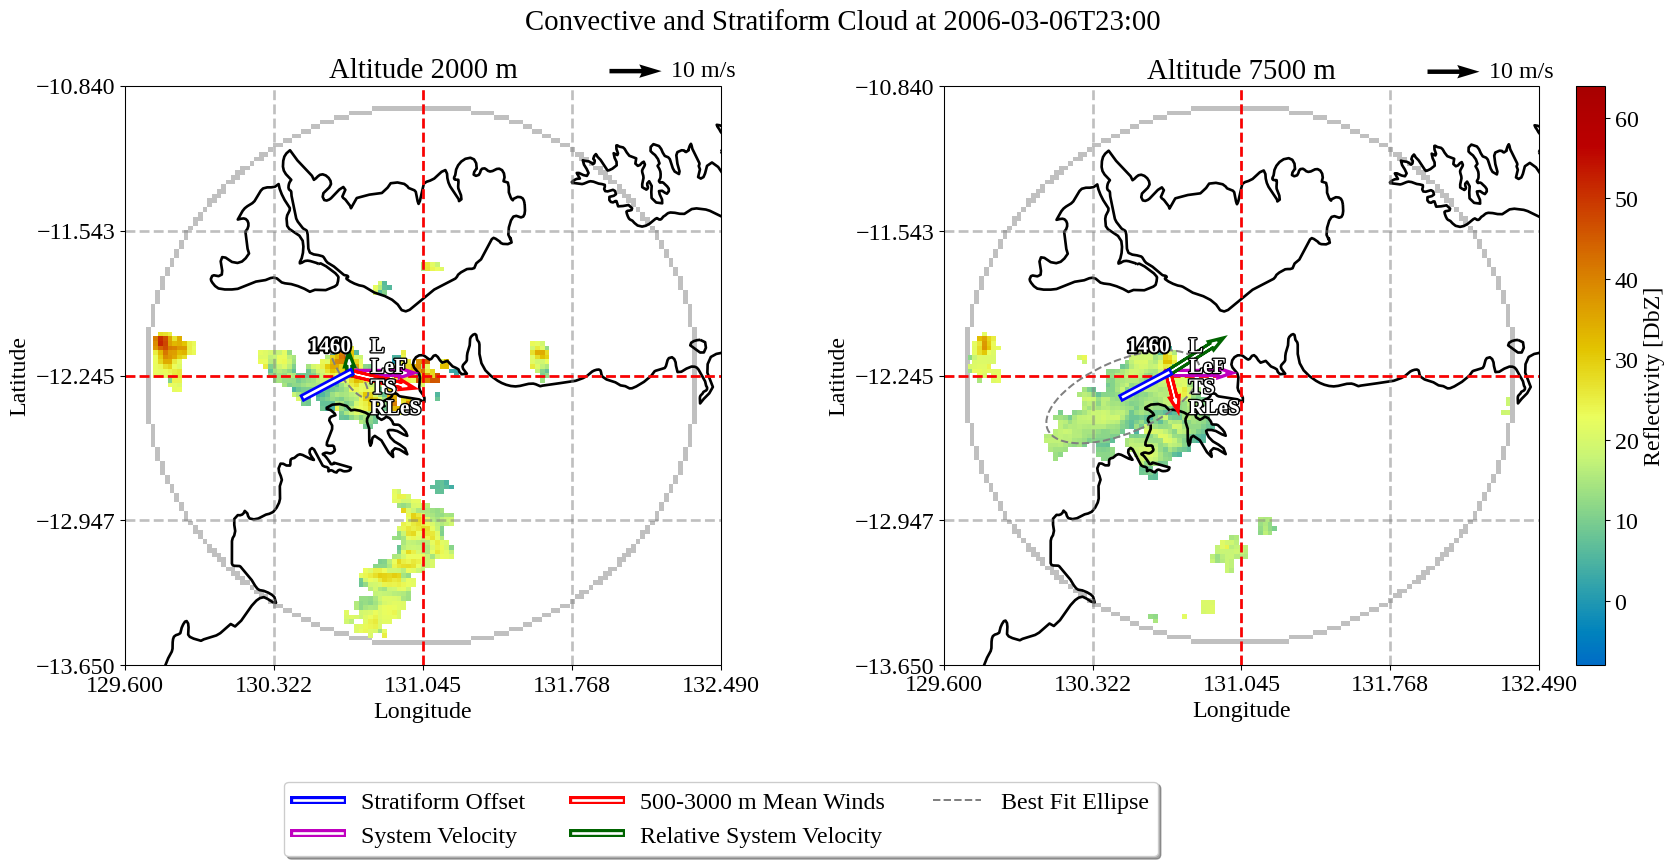 Convective and Stratiform Cloud at 2006-03-06T23:00
Altitude 2000 m
10 m/s
−10.840
−11.543
−12.245
−12.947
−13.650
129.600
130.322
131.045
131.768
132.490
Latitude
Longitude
1460
L
LeF
TS
RLeS
Altitude 7500 m
10 m/s
−10.840
−11.543
−12.245
−12.947
−13.650
129.600
130.322
131.045
131.768
132.490
Latitude
Longitude
1460
L
LeF
TS
RLeS
60
50
40
30
20
10
0
Reflectivity [DbZ]
Stratiform Offset
System Velocity
500-3000 m Mean Winds
Relative System Velocity
Best Fit Ellipse